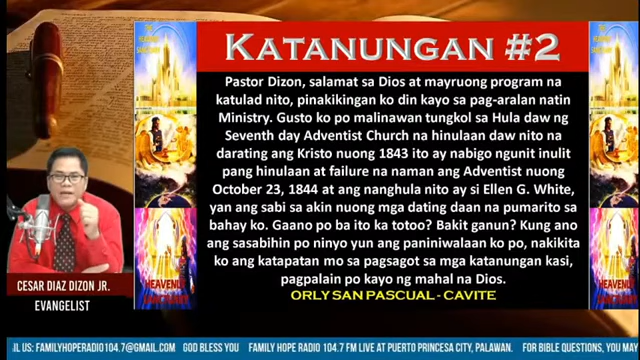 KATANUNGAN #2
Pastor Dizon, salamat sa Dios at mayruong program na
katulad nito, pinakikingan ko din kayo sa pag-aralan natin
Ministry. Gusto ko po malinawan tungkol sa Hula daw ng
Seventh day Adventist Church na hinulaan daw nito na
darating ang Kristo nuong 1843 ito ay nabigo ngunit inulit
pang hinulaan at failure na naman ang Adventist nuong
October 23, 1844 at ang nanghula nito ay si Ellen G. White,
yan ang sabi sa akin nuong mga dating daan na pumarito sa
bahay ko. Gaano po ba ito ka totoo? Bakit ganun? Kung ano
ang sasabihin po ninyo yun ang paniniwalaan ko po, nakikita
ko ang katapatan mo sa pagsagot sa mga katanungan kasi,
pagpalain po kayo ng mahal na Dios.
ORLY SAN PASCUAL - CAVITE
CESAR DIAZ DIZON JR.
EVANGELIST
HEAVENLY
SANCTUARY
HEAVENLY
SANCTUARY
IL US: FAMILYHOPERADIO104.7@GMAIL.COM GOD BLESS YOU FAMILY HOPE RADIO 104.7 FM LIVE AT PUERTO PRINCESA CITY, PALAWAN. FOR BIBLE QUESTIONS, YOU MAY